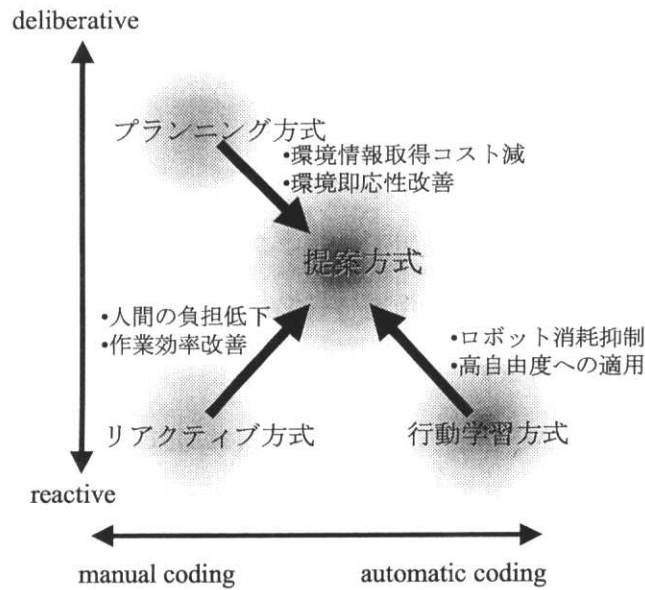 deliberative
プランニング方式
•環境情報取得コスト減
•環境即応性改善
提案方式
•人間の負担低下
•作業効率改善
•ロボット消耗抑制
•高自由度への適用
リアクティブ方式
行動学習方式
reactive
manual coding
automatic coding